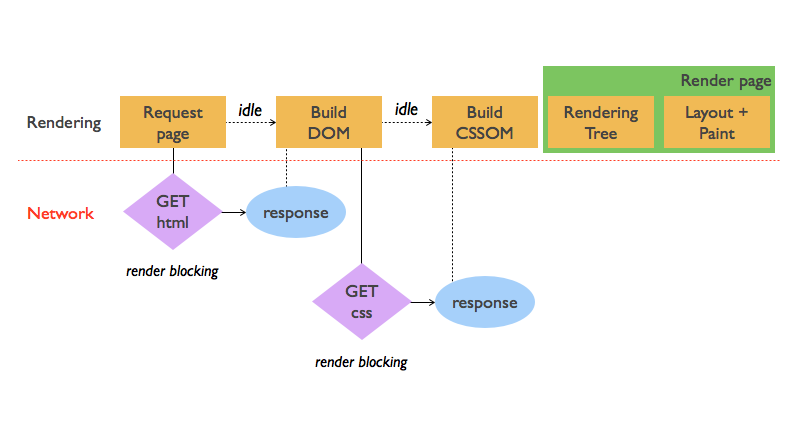 Render page
Rendering
Request
page
idle
Build
DOM
idle
Build
CSSOM
Rendering
Tree
Layout +
Paint
Network
GET
html
response
render blocking
GET
css
response
render blocking